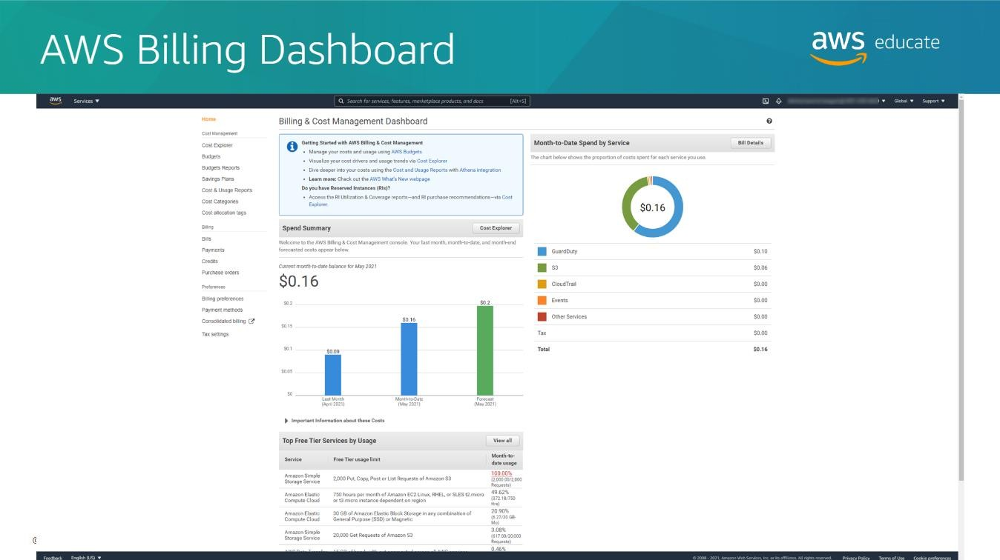 AWS Billing Dashboard
aws educate
aws
Services
Search for services, features, marketplace products, and docs [Alt+S]
Global
Support
Home
Cost Management
Cost Explorer
Budgets
Budgets Reports
Savings Plans
Cost & Usage Reports
Cost Categories
Cost allocation tags
Billing
Bills
Payments
Credits
Purchase orders
Preferences
Billing preferences
Payment methods
Consolidated billing
Tax settings
Billing & Cost Management Dashboard
Getting Started with AWS Billing & Cost Management
• Manage your costs and usage using AWS Budgets
• Visualize your cost drivers and usage trends via Cost Explorer
• Dive deeper into your costs using the Cost and Usage Reports with Athena integration
• Learn more: Check out the AWS What's New webpage
Do you have Reserved Instances (RIs)?
• Access the RI Utilization & Coverage reports—and RI purchase recommendations—via Cost
Explorer.
Spend Summary
Cost Explorer
Welcome to the AWS Billing & Cost Management console. Your last month, month-to-date, and month-end
forecasted costs appear below.
Current month-to-date balance for May 2021
$0.16
$0.2
$0.15
$0.1
$0.05
$0
$0.09
$0.16
$0.2
Last Month
(April 2021)
Month-to-Date
(May 2021)
Forecast
(May 2021)
Important Information about these Costs
Top Free Tier Services by Usage
View all
Service
Free Tier usage limit
Month-to-
date usage
Amazon Simple
Storage Service
2,000 Put, Copy, Post or List Requests of Amazon S3
100.00%
(2,000.00/2,000
Requests)
Amazon Elastic
Compute Cloud
750 hours per month of Amazon EC2 Linux, RHEL, or SLES t2.micro
or t3.micro instance dependent on region
49.62%
(372.18/750
Hrs)
Amazon Elastic
Compute Cloud
30 GB of Amazon Elastic Block Storage in any combination of
General Purpose (SSD) or Magnetic
20.90%
(6.27/30 GB-
Mo)
Amazon Simple
Storage Service
20,000 Get Requests of Amazon S3
3.08%
(617.00/20,000
Requests)
0.46%
Month-to-Date Spend by Service
Bill Details
The chart below shows the proportion of costs spent for each service you use.
$0.16
GuardDuty $0.10
S3 $0.06
CloudTrail $0.00
Events $0.00
Other Services $0.00
Tax $0.00
Total $0.16
Feedback
English (US)
© 2008 - 2021, Amazon Web Services, Inc. or its affiliates. All rights reserved.
Privacy Policy
Terms of Use
Cookie preferences